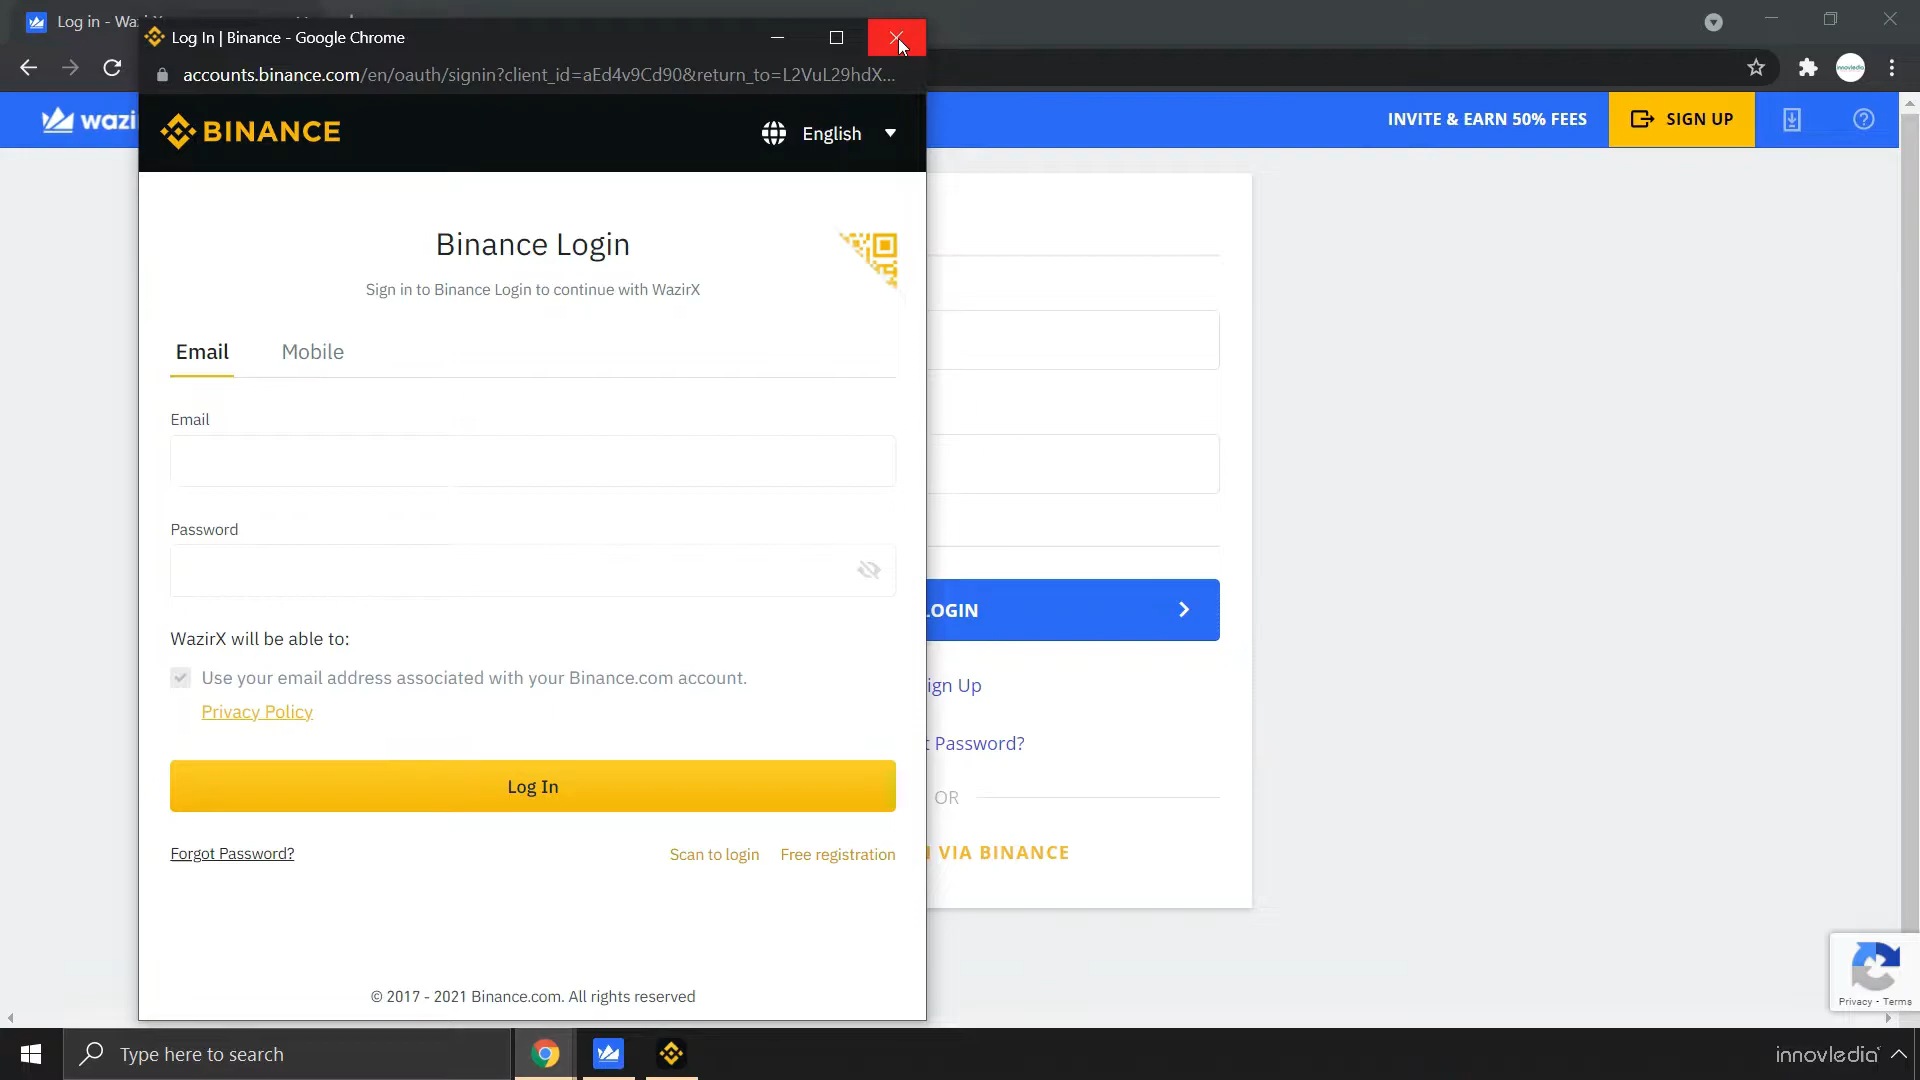 Log in - Wa
Log In | Binance - Google Chrome
accounts.binance.com/en/oauth/signin?client_id=aEd4v9Cd90&return_to=L2VuL29hdX...
wazi
INVITE & EARN 50% FEES
SIGN UP
BINANCE
English
Binance Login
Sign in to Binance Login to continue with WazirX
Email
Mobile
Email
Password
WazirX will be able to:
Use your email address associated with your Binance.com account.
Privacy Policy
Log In
Forgot Password?
Scan to login
Free registration
© 2017 - 2021 Binance.com. All rights reserved
LOGIN
ign Up
t Password?
OR
N VIA BINANCE
Privacy - Terms
Type here to search
innovledia